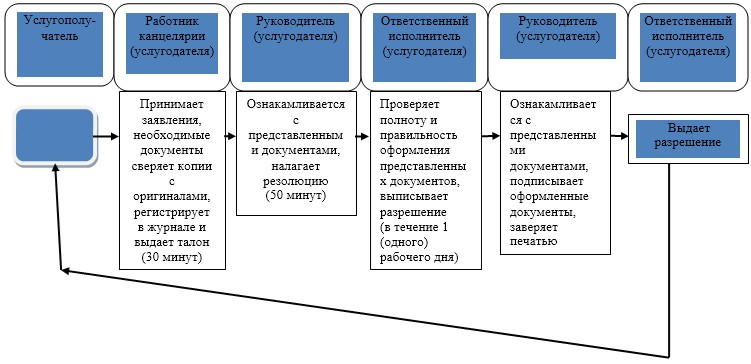 Услугополу-
чатель
Работник
канцелярии
(услугодателя)
Руководитель
(услугодателя)
Ответственный
исполнитель
(услугодателя)
Руководитель
(услугодателя)
Ответственный
исполнитель
(услугодателя)
Принимает
заявления,
необходимые
документы
сверяет копии
с
оригиналами,
регистрирует
в журнале и
выдает талон
(30 минут)
Ознакамливается
с
представленны
ми документами,
налагает
резолюцию
(50 минут)
Проверяет
полноту и
правильность
оформления
представленны
х документов,
выписывает
разрешение
(в течение 1
(одного)
рабочего дня)
Ознакамливает
ся с
представленны
ми
документами,
подписывает
оформленные
документы,
заверяет
печатью
Выдает
разрешение